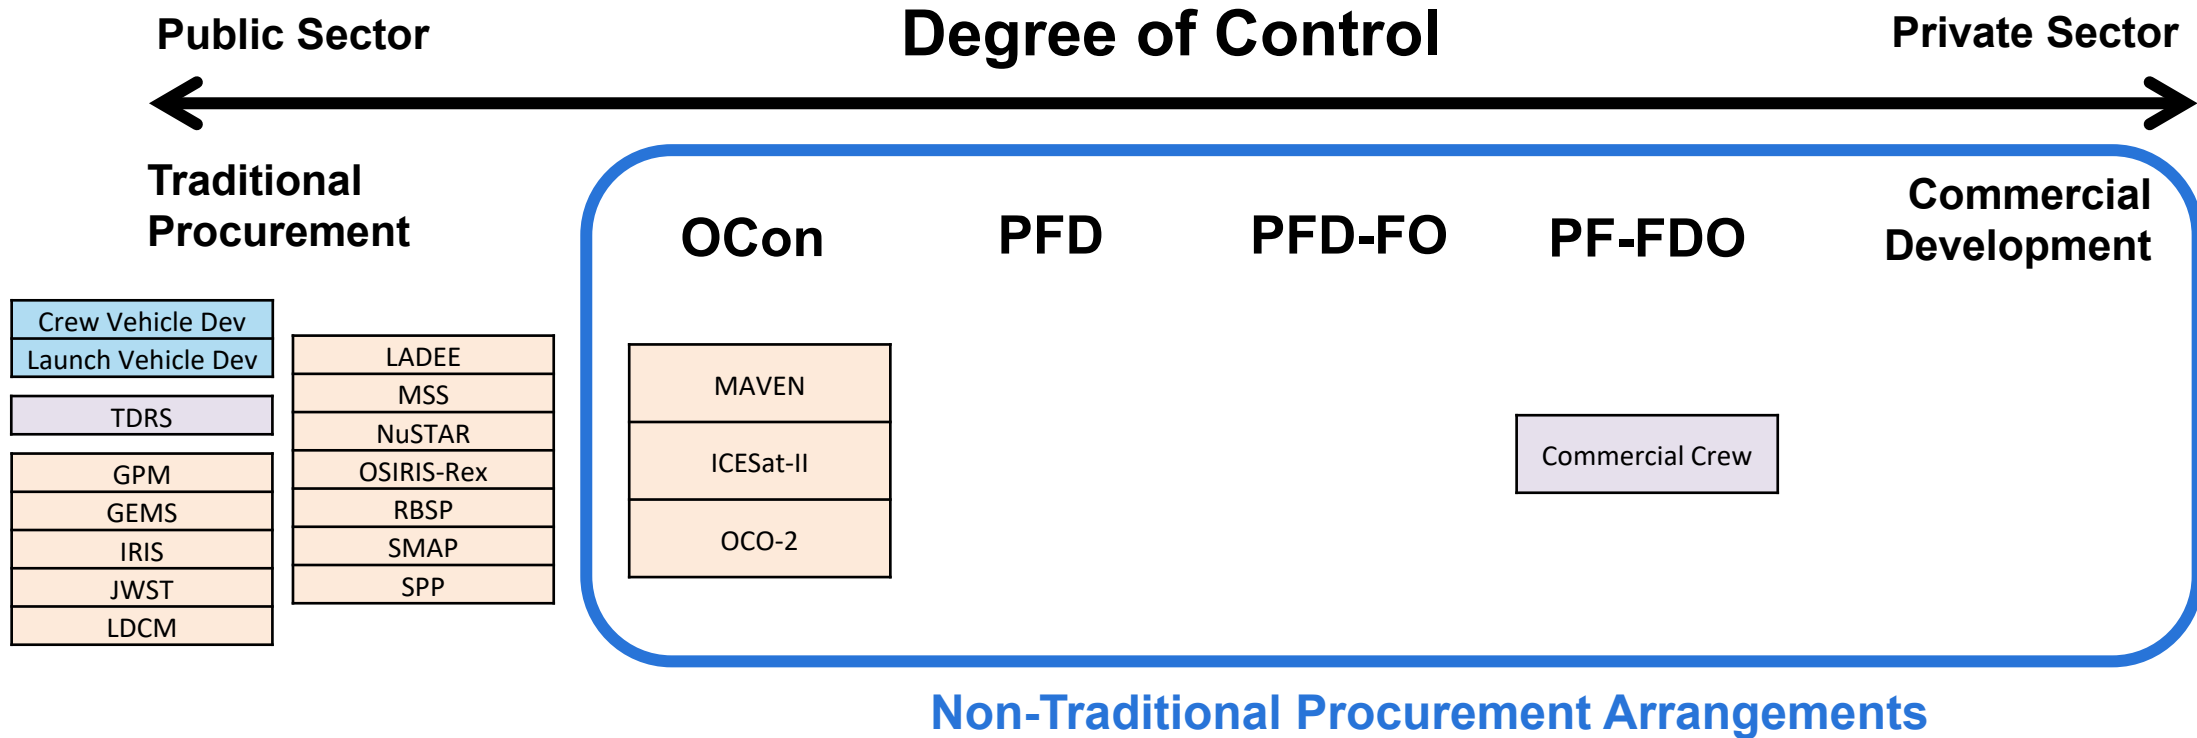 Public Sector
Degree of Control
Private Sector
Traditional
Procurement
OCon
PFD
PFD-FO
PF-FDO
Commercial
Development
Crew Vehicle Dev
Launch Vehicle Dev
TDRS
GPM
GEMS
IRIS
JWST
LDCM
LADEE
MSS
NuSTAR
OSIRIS-Rex
RBSP
SMAP
SPP
MAVEN
ICESat-II
OCO-2
Commercial Crew
Non-Traditional Procurement Arrangements